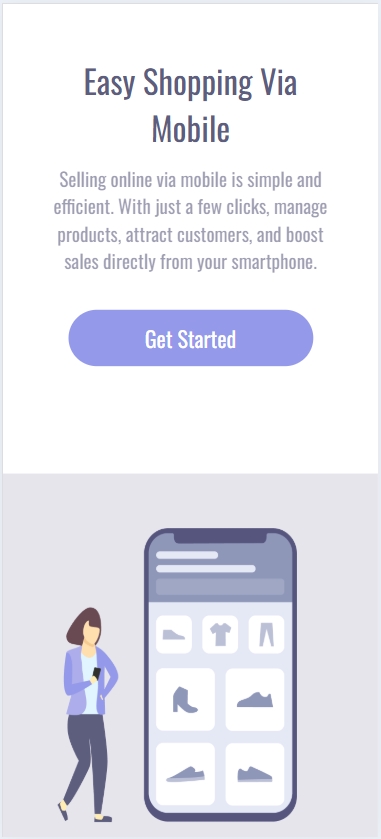 Easy Shopping Via
Mobile
Selling online via mobile is simple and
efficient. With just a few clicks, manage
products, attract customers, and boost
sales directly from your smartphone.
Get Started